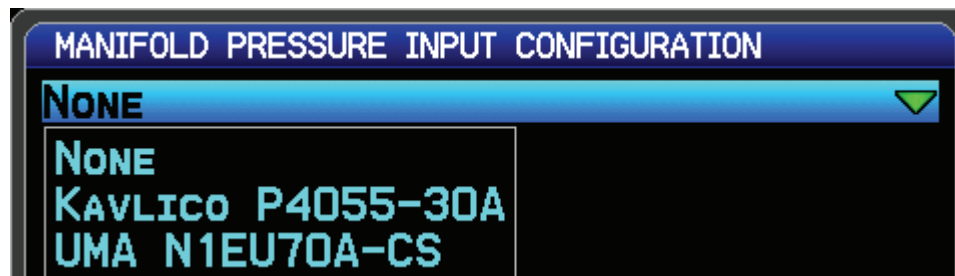 MANIFOLD PRESSURE INPUT CONFIGURATION
NONE
NONE
KAVLICO P4055-30A
UMA N1EU70A-CS